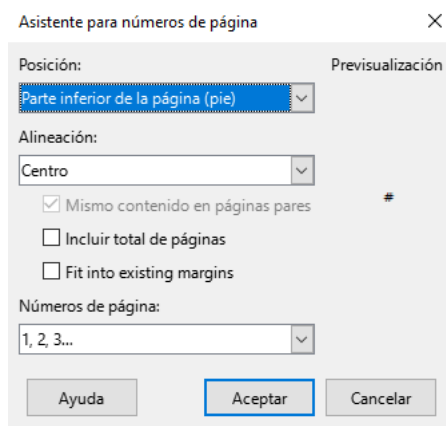 Asistente para números de página
Posición:
Previsualización
Parte inferior de la página (pie)
Alineación:
Centro
Mismo contenido en páginas pares
#
Incluir total de páginas
Fit into existing margins
Números de página:
1, 2, 3...
Ayuda
Aceptar
Cancelar